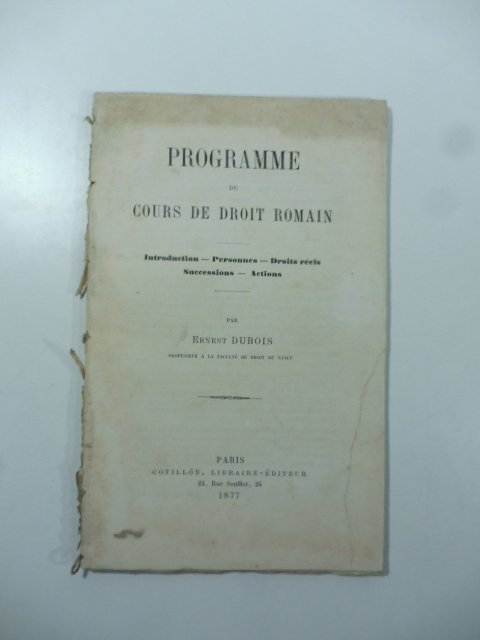 PROGRAMME
DU
COURS DE DROIT ROMAIN
Introduction — Personnes — Droits réels
Successions — Actions
PAR
ERNEST DUBOIS
PROFESSEUR A LA FACULTÉ DE DROIT DE NANCY
PARIS
COTILLON, LIBRAIRE-ÉDITEUR
24, Rue Soufflot, 24
1877